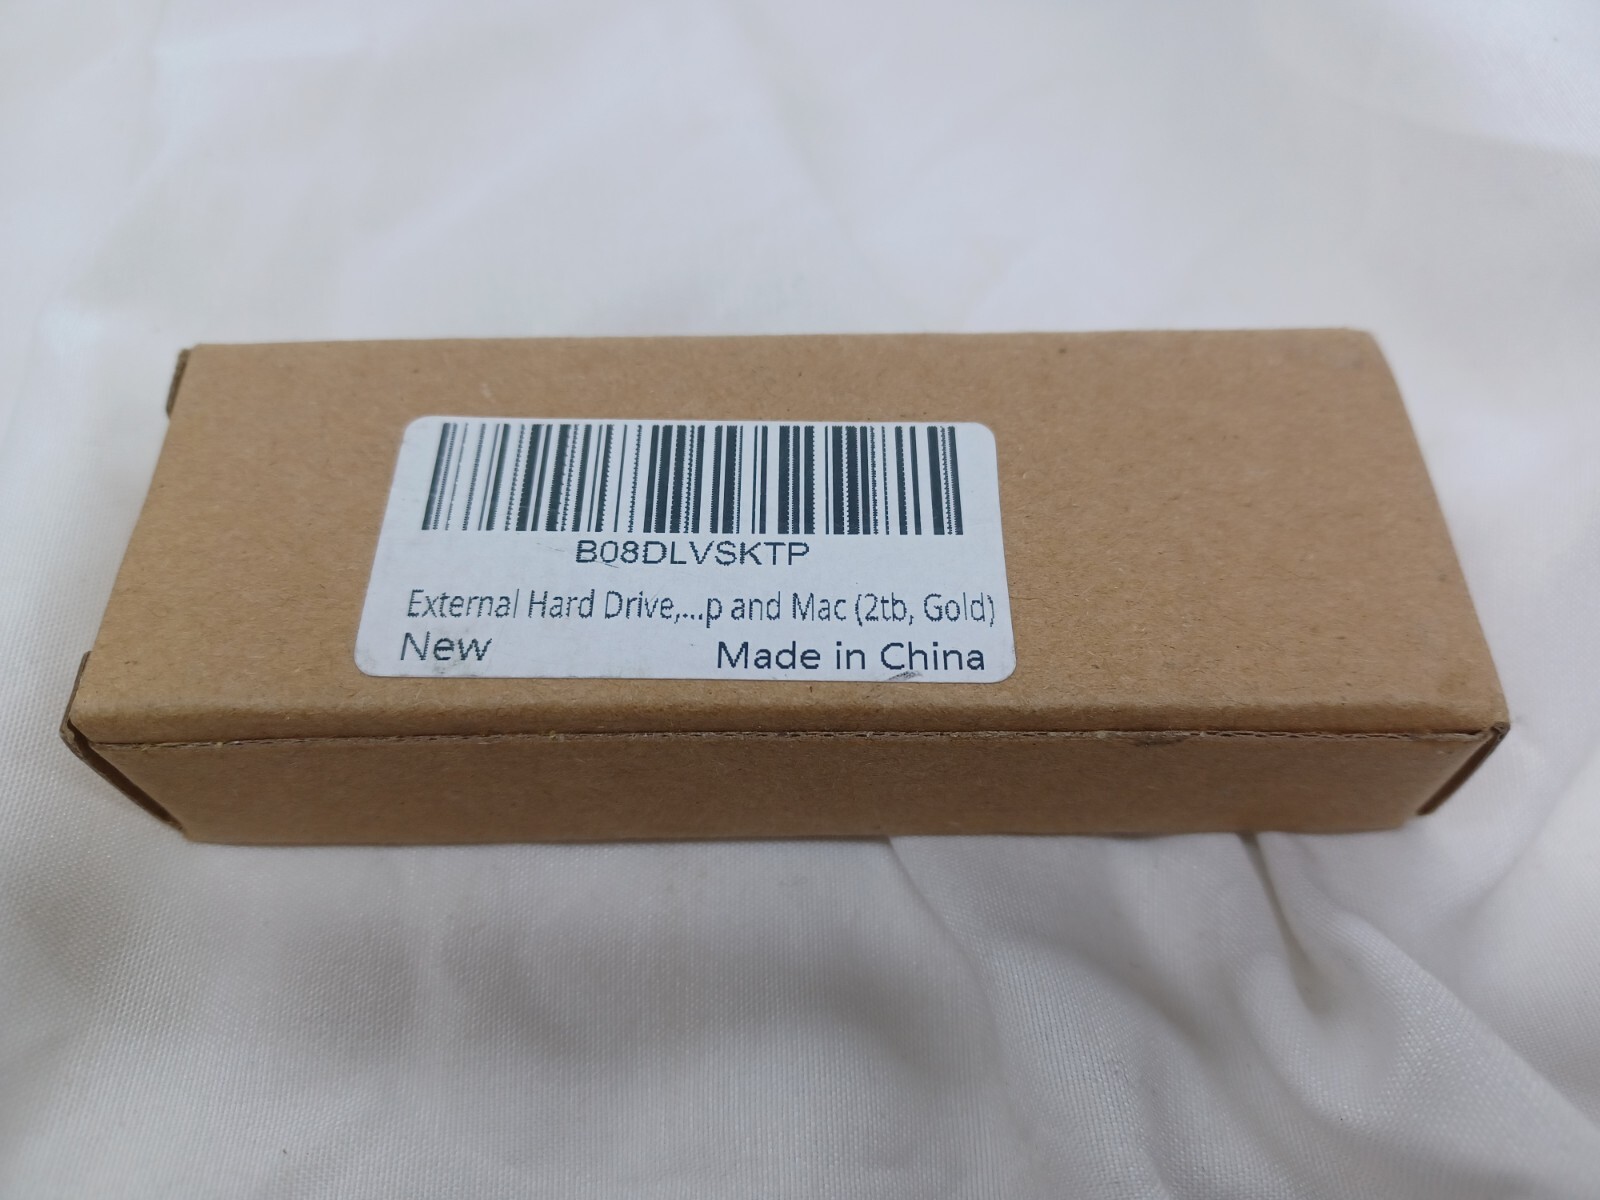 B08DLVSKTP
External Hard Drive,...p and Mac (2tb, Gold)
New
Made in China